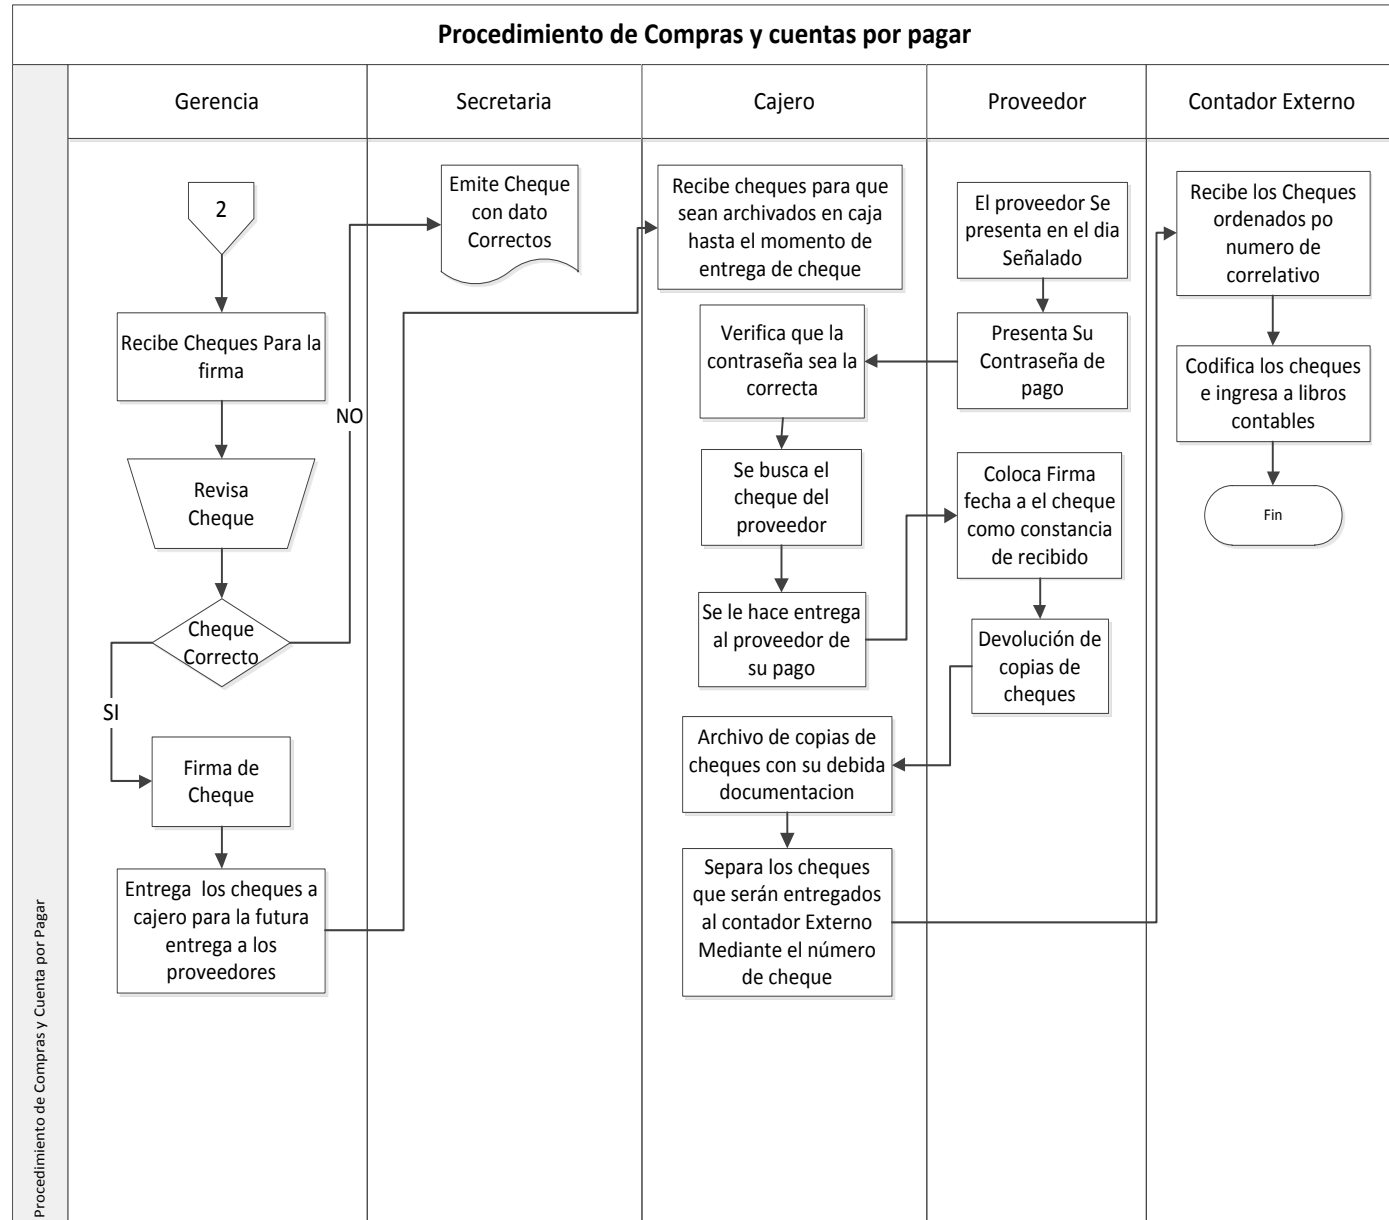 Procedimiento de Compras y cuentas por pagar
Gerencia
Secretaria
Cajero
Proveedor
Contador Externo
2
Recibe Cheques Para la
firma
Revisa
Cheque
Cheque
Correcto
NO
SI
Firma de
Cheque
Entrega los cheques a
cajero para la futura
entrega a los
proveedores
Emite Cheque
con dato
Correctos
Recibe cheques para que
sean archivados en caja
hasta el momento de
entrega de cheque
Verifica que la
contraseña sea la
correcta
Se busca el
cheque del
proveedor
Se le hace entrega
al proveedor de
su pago
Archivo de copias de
cheques con su debida
documentacion
Separa los cheques
que serán entregados
al contador Externo
Mediante el número
de cheque
El proveedor Se
presenta en el dia
Señalado
Presenta Su
Contraseña de
pago
Coloca Firma
fecha a el cheque
como constancia
de recibido
Devolución de
copias de
cheques
Recibe los Cheques
ordenados po
numero de
correlativo
Codifica los cheques
e ingresa a libros
contables
Fin
Procedimiento de Compras y Cuenta por Pagar